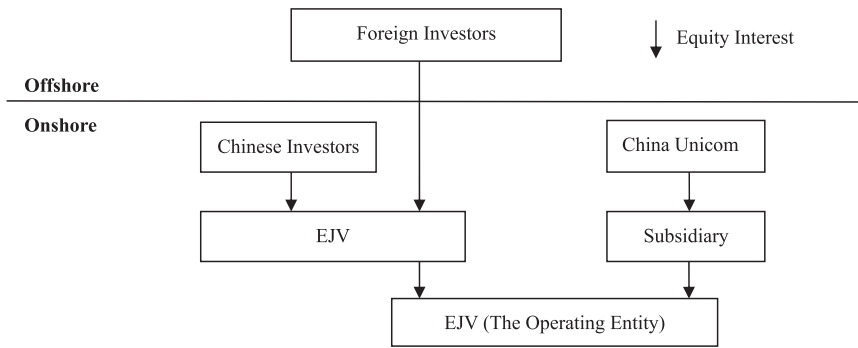 Foreign Investors
Equity Interest
Offshore
Onshore
Chinese Investors
China Unicom
EJV
Subsidiary
EJV (The Operating Entity)